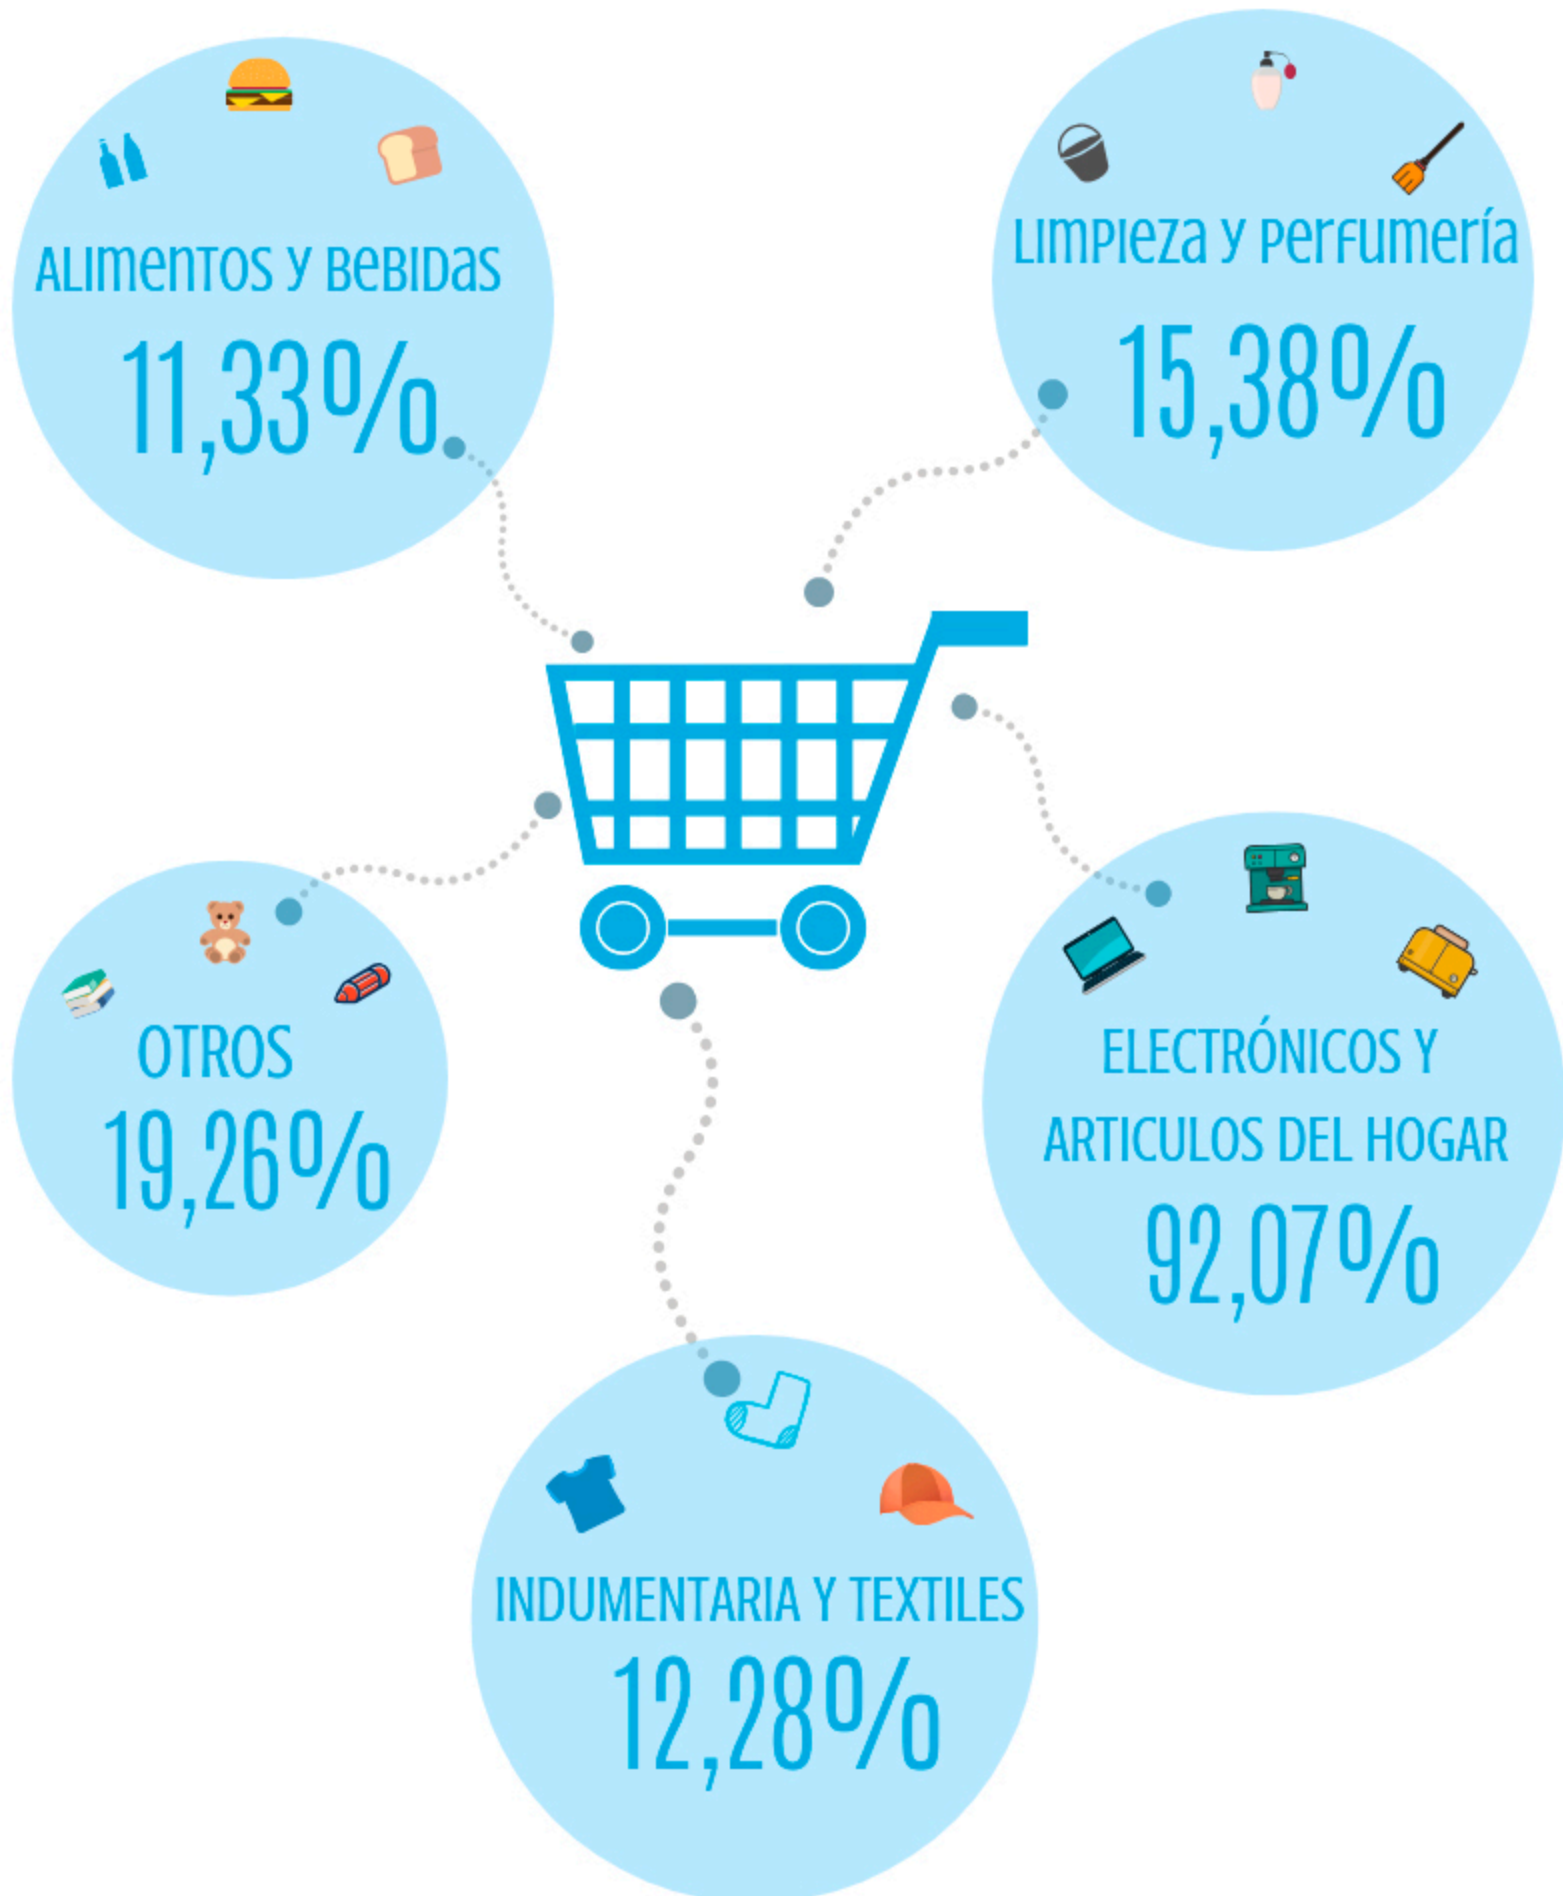 ALIMENTOS Y BEBIDAS
11,33%
LIMPIEZA Y PERFUMERÍA
15,38%
OTROS
19,26%
ELECTRÓNICOS Y
ARTICULOS DEL HOGAR
92,07%
INDUMENTARIA Y TEXTILES
12,28%